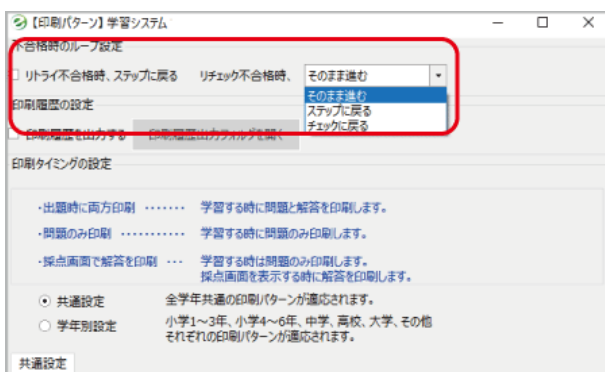 【印刷パターン】学習システム
不合格時のループ設定
リトライ不合格時、ステップに戻る リチェック不合格時、 そのまま進む
そのまま進む
ステップに戻る
チェックに戻る
印刷履歴の設定
印刷履歴を出力する 印刷履歴出力フォルダを開く
印刷タイミングの設定
・出題時に両方印刷 ‥‥‥‥ 学習する時に問題と解答を印刷します。
・問題のみ印刷 ‥‥‥‥‥‥ 学習する時に問題のみ印刷します。
・採点画面で解答を印刷 ‥‥ 学習する時は問題のみ印刷します。
採点画面を表示する時に解答を印刷します。
共通設定 全学年共通の印刷パターンが適応されます。
学年別設定 小学1～3年、小学4～6年、中学、高校、大学、その他
それぞれの印刷パターンが適応されます。
共通設定